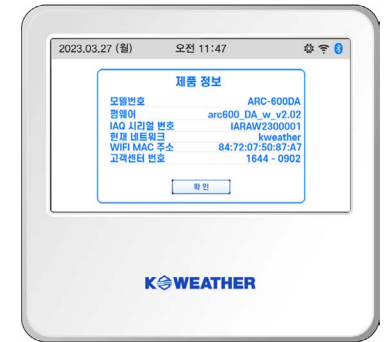 2023.03.27 (월) 오전 11:47
제품 정보
모델번호 ARC-600DA
펌웨어 arc600_DA_w_v2.02
IAQ 시리얼 번호 IARAW2300001
현재 네트워크 kweather
WIFI MAC 주소 84:72:07:50:87:A7
고객센터 번호 1644 - 0902
확인
KWEATHER